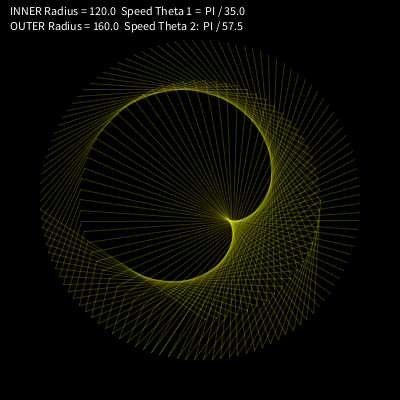 INNER Radius = 120.0  Speed Theta 1 =  PI / 35.0
OUTER Radius = 160.0  Speed Theta 2:  PI / 57.5